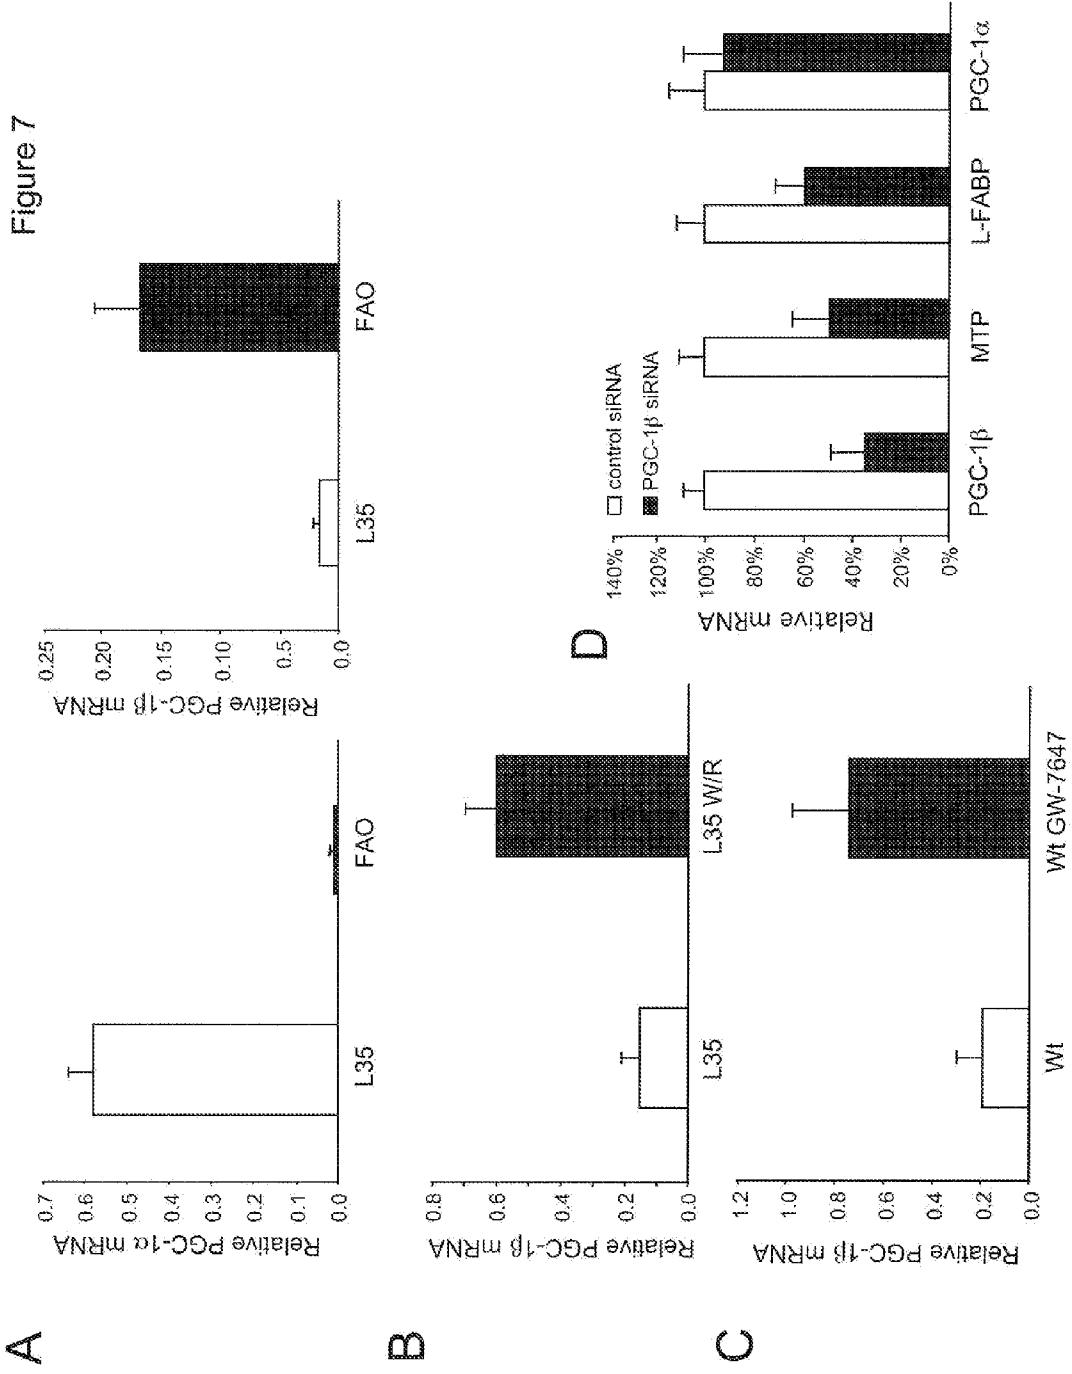 Figure 7
A
Relative PGC-1α mRNA
0.7
0.6
0.5
0.4
0.3
0.2
0.1
0.0
L35
FAO
Relative PGC-1β mRNA
0.25
0.20
0.15
0.10
0.5
0.0
L35
FAO
B
Relative PGC-1β mRNA
0.8
0.6
0.4
0.2
0.0
L35
L35 W/R
C
Relative PGC-1β mRNA
1.2
1.0
0.8
0.6
0.4
0.2
0.0
Wt
Wt GW-7647
D
Relative mRNA
140%
120%
100%
80%
60%
40%
20%
0%
control siRNA
PGC-1β siRNA
PGC-1β
MTP
L-FABP
PGC-1α